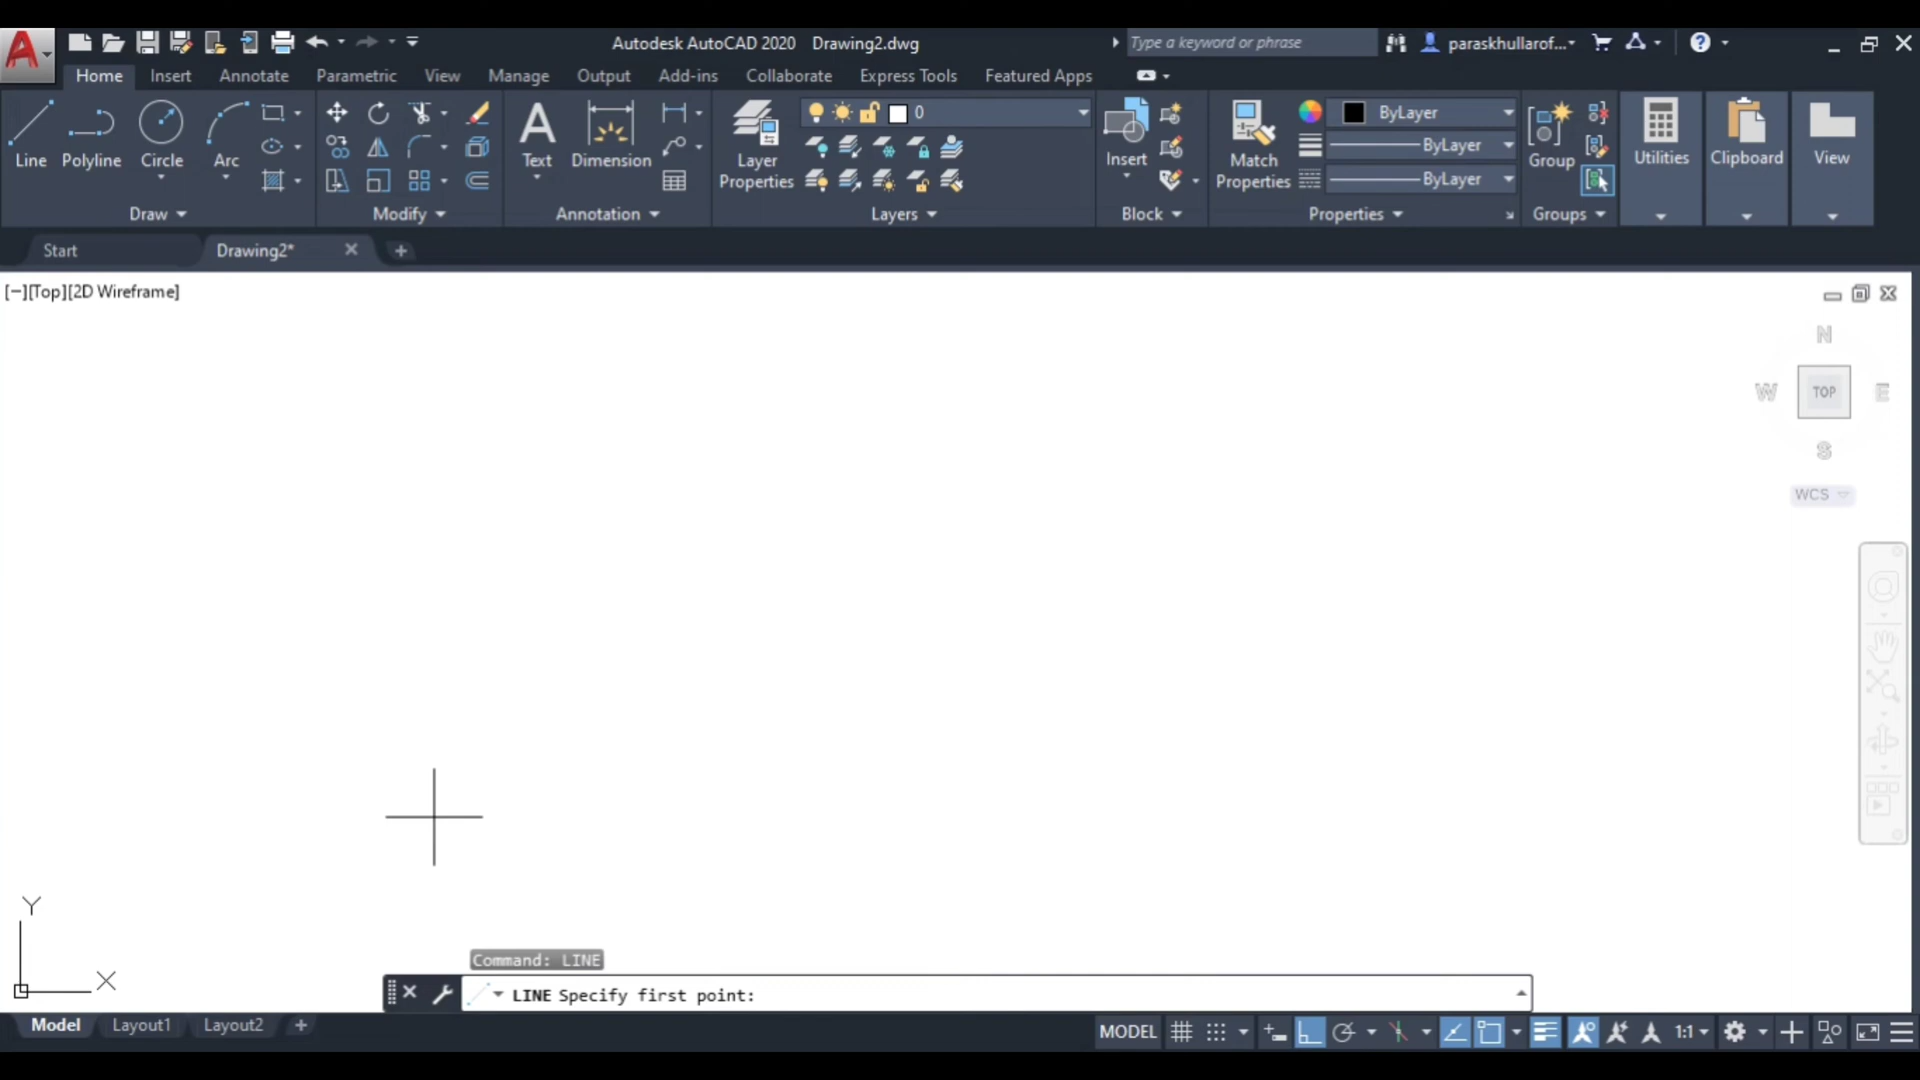 Autodesk AutoCAD 2020 Drawing2.dwg
Type a keyword or phrase
paraskhullarof...
Home Insert Annotate Parametric View Manage Output Add-ins Collaborate Express Tools Featured Apps
Line Polyline Circle Arc
Text Dimension
Layer Properties
0
Insert
Match Properties
ByLayer
ByLayer
ByLayer
Group
Utilities Clipboard View
Draw Modify Annotation Layers Block Properties Groups
Start Drawing2*
[−][Top][2D Wireframe]
N
W TOP E
S
WCS
Y
X
Command: LINE
LINE Specify first point:
Model Layout1 Layout2
MODEL 1:1